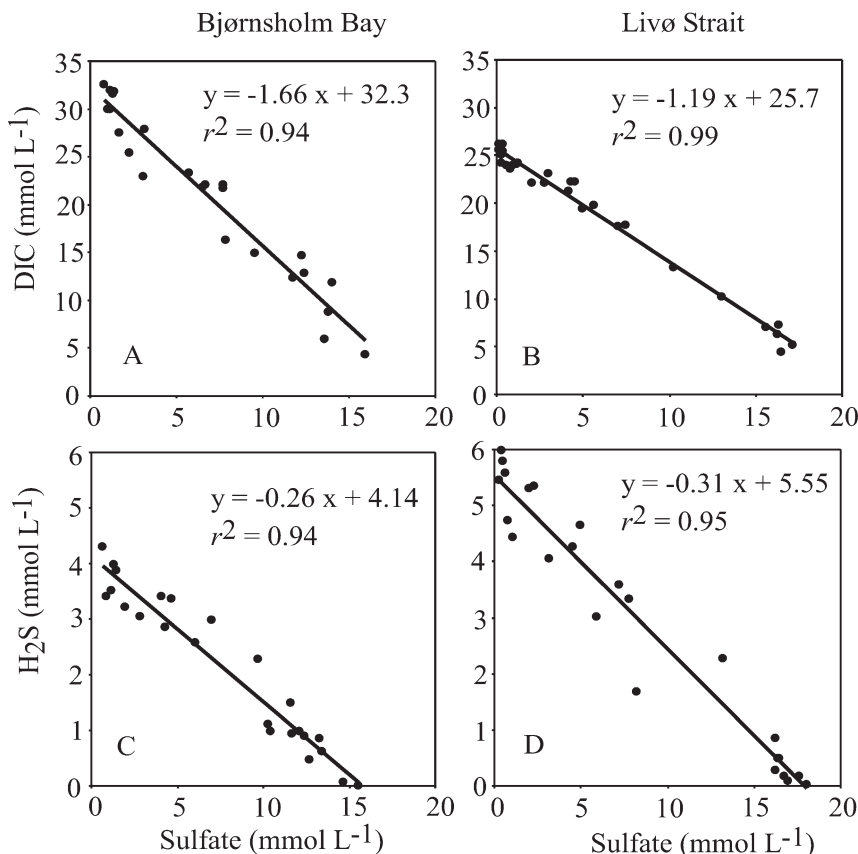 Bjørnsholm Bay
Livø Strait
35
30
25
20
15
10
5
0
DIC (mmol L-1)
y = -1.66 x + 32.3
r2 = 0.94
A
0 5 10 15 20
35
30
25
20
15
10
5
0
y = -1.19 x + 25.7
r2 = 0.99
B
0 5 10 15 20
6
5
4
3
2
1
0
H2S (mmol L-1)
y = -0.26 x + 4.14
r2 = 0.94
C
0 5 10 15 20
Sulfate (mmol L-1)
6
5
4
3
2
1
0
y = -0.31 x + 5.55
r2 = 0.95
D
0 5 10 15 20
Sulfate (mmol L-1)